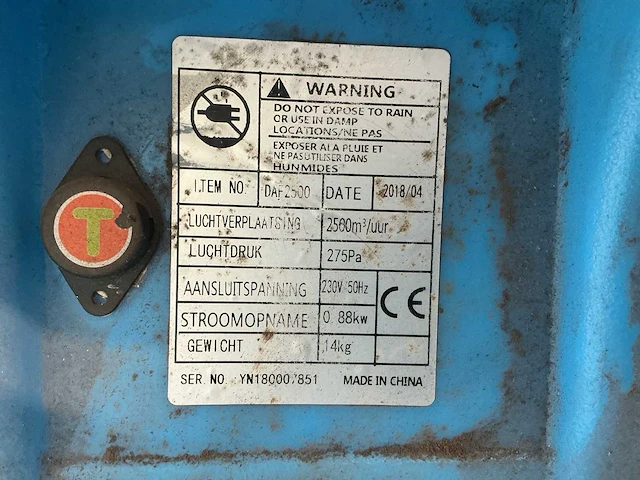 WARNING
DO NOT EXPOSE TO RAIN
OR USE IN DAMP
LOCATIONS/NE PAS
EXPOSER ALA PLUIE ET
NE PASUTILISER DANS
HUNMIDES
T
I.TEM NO. DAF2500 DATE 2018/04
LUCHTVERPLAATSING 2500m³/uur
LUCHTDRUK 275Pa
AANSLUITSPANNING 230V/50Hz
CE
STROOMOPNAME 0.88kw
GEWICHT 14kg
SER. NO. YN180007851 MADE IN CHINA